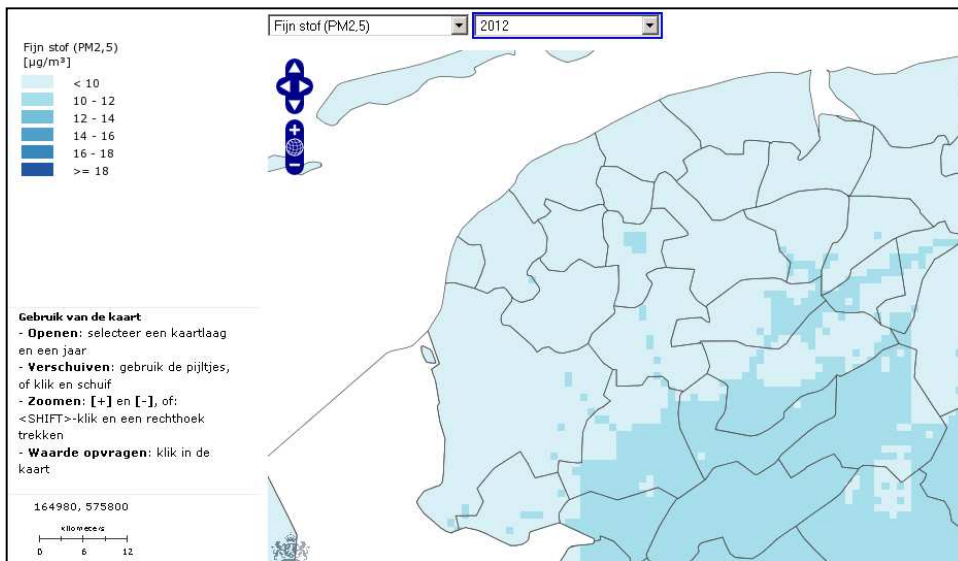 Fijn stof (PM2,5)
2012
Fijn stof (PM2,5)
[µg/m³]
< 10
10 - 12
12 - 14
14 - 16
16 - 18
>= 18
Gebruik van de kaart
- Openen: selecteer een kaartlaag
en een jaar
- Verschuiven: gebruik de pijltjes,
of klik en schuif
- Zoomen: [+] en [-], of:
<SHIFT>-klik en een rechthoek
trekken
- Waarde opvragen: klik in de
kaart
164980, 575800
kilometers
0 6 12